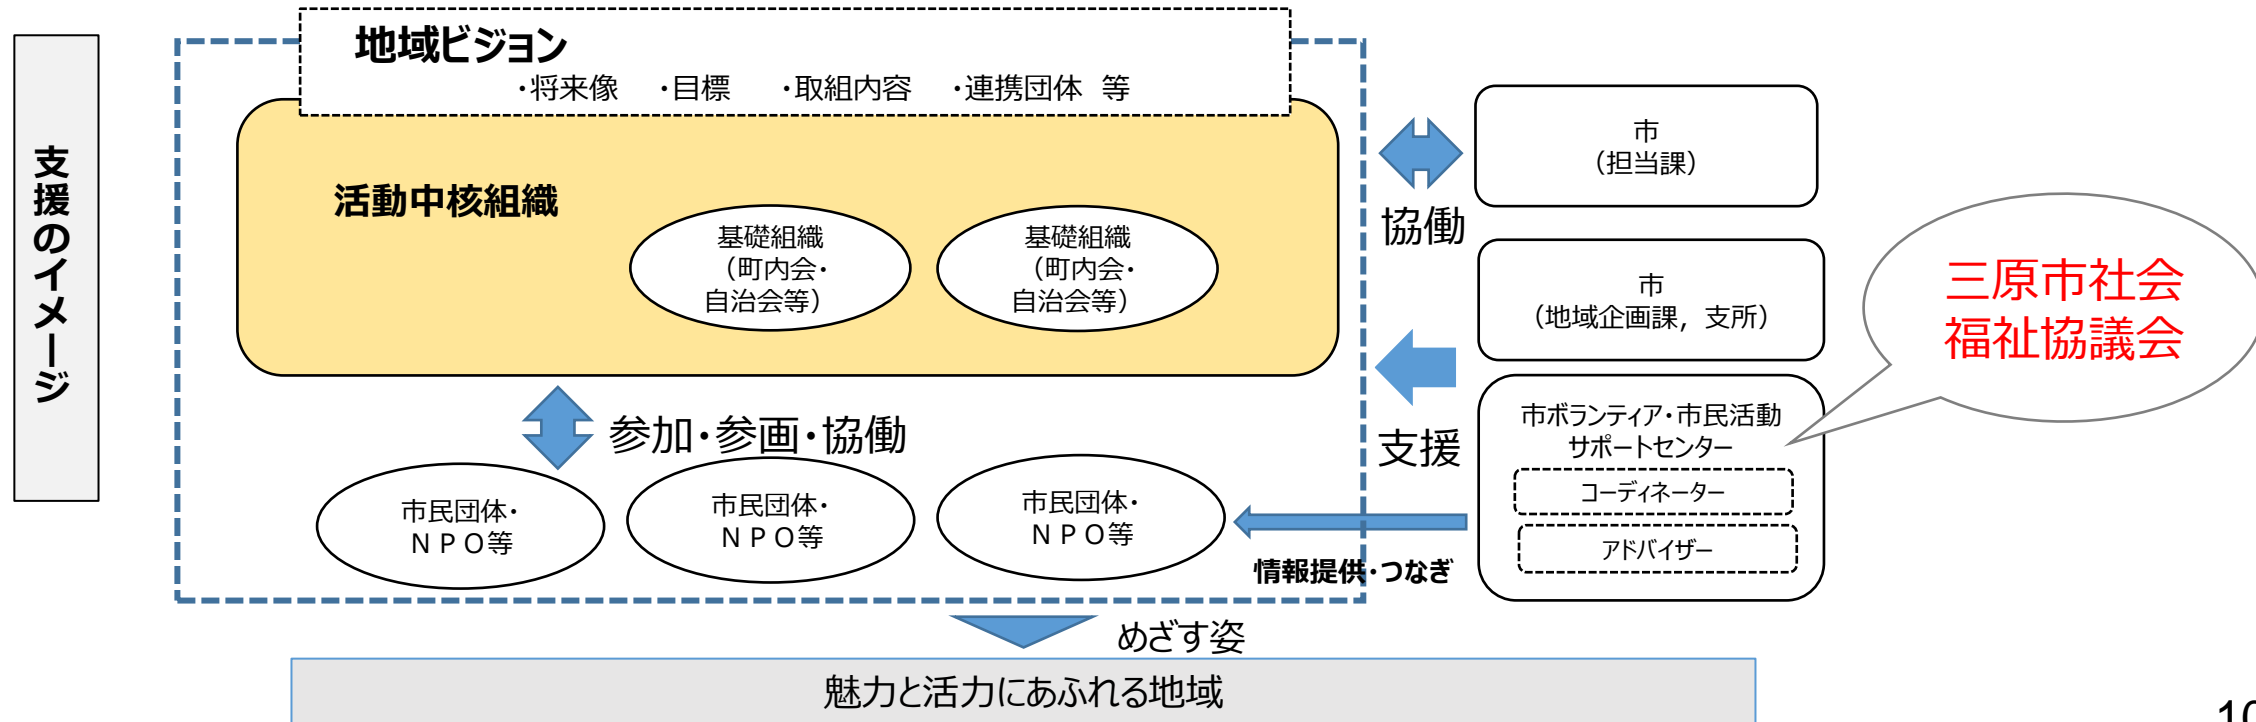 支援のイメージ
地域ビジョン
・将来像　・目標　・取組内容　・連携団体　等
活動中核組織
基礎組織
（町内会・
自治会等）
基礎組織
（町内会・
自治会等）
参加・参画・協働
市民団体・
ＮＰＯ等
市民団体・
ＮＰＯ等
市民団体・
ＮＰＯ等
協働
支援
情報提供・つなぎ
市
（担当課）
市
（地域企画課，支所）
市ボランティア・市民活動
サポートセンター
コーディネーター
アドバイザー
三原市社会
福祉協議会
めざす姿
魅力と活力にあふれる地域